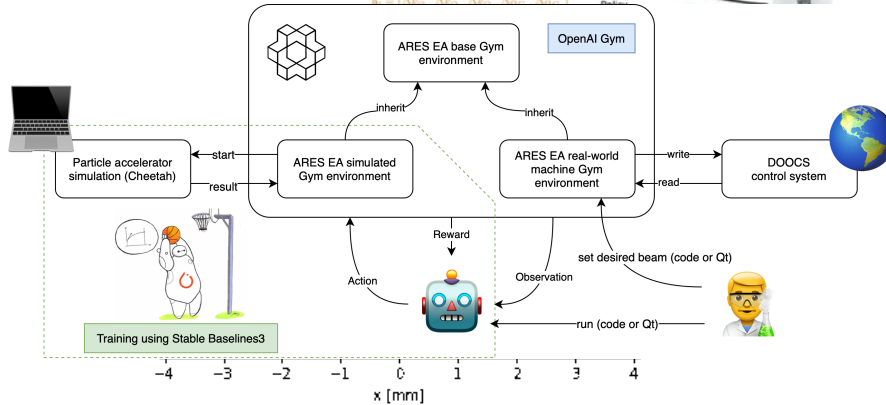 OpenAI Gym
ARES EA base Gym
environment
inherit
inherit
Particle accelerator
simulation (Cheetah)
start
result
ARES EA simulated
Gym environment
ARES EA real-world
machine Gym
environment
write
read
DOOCS
control system
Reward
Action
Observation
set desired beam (code or Qt)
run (code or Qt)
Training using Stable Baselines3
−4 −3 −2 −1 0 1 2 3 4
x [mm]